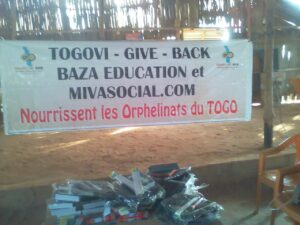 TOGOVI - GIVE - BACK
BAZA EDUCATION et
MIVASOCIAL.COM
Nourrissent les Orphelinats du TOGO